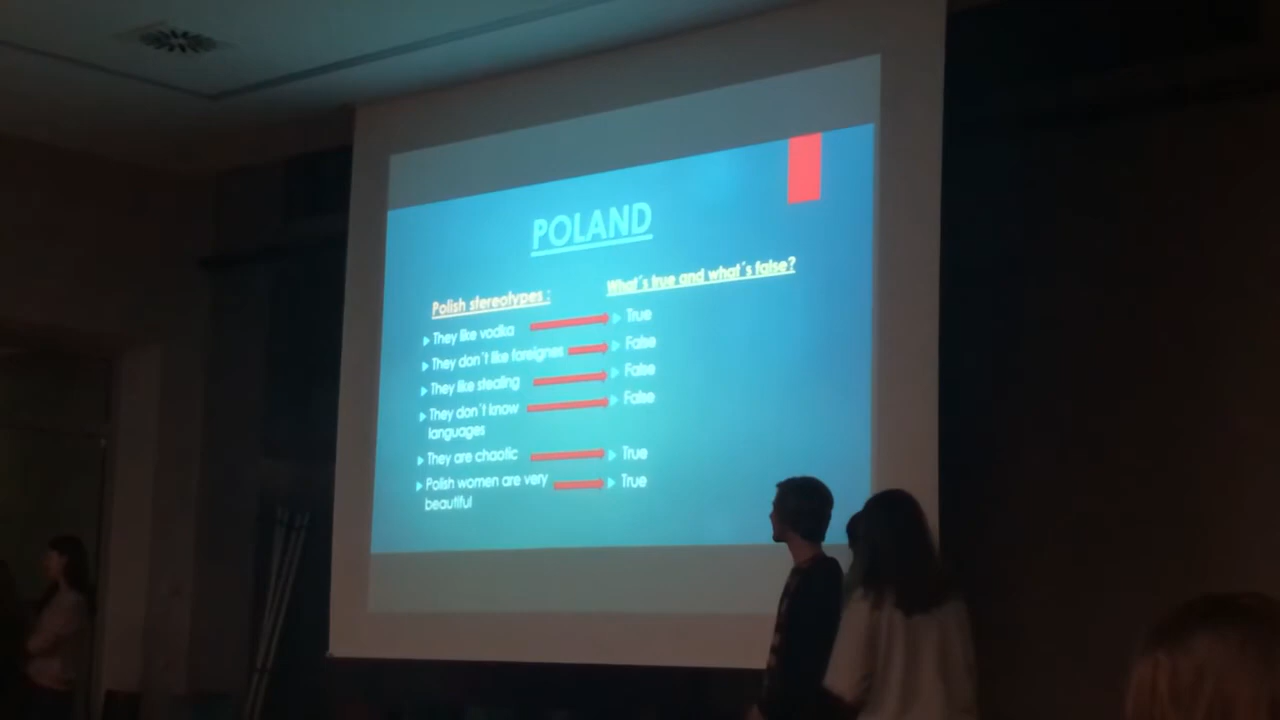 POLAND
Polish stereotypes :
What´s true and what´s false?
They like vodka
True
They don´t like foreignes
False
They like stealing
False
They don´t know
languages
False
They are chaotic
True
Polish women are very
beautiful
True